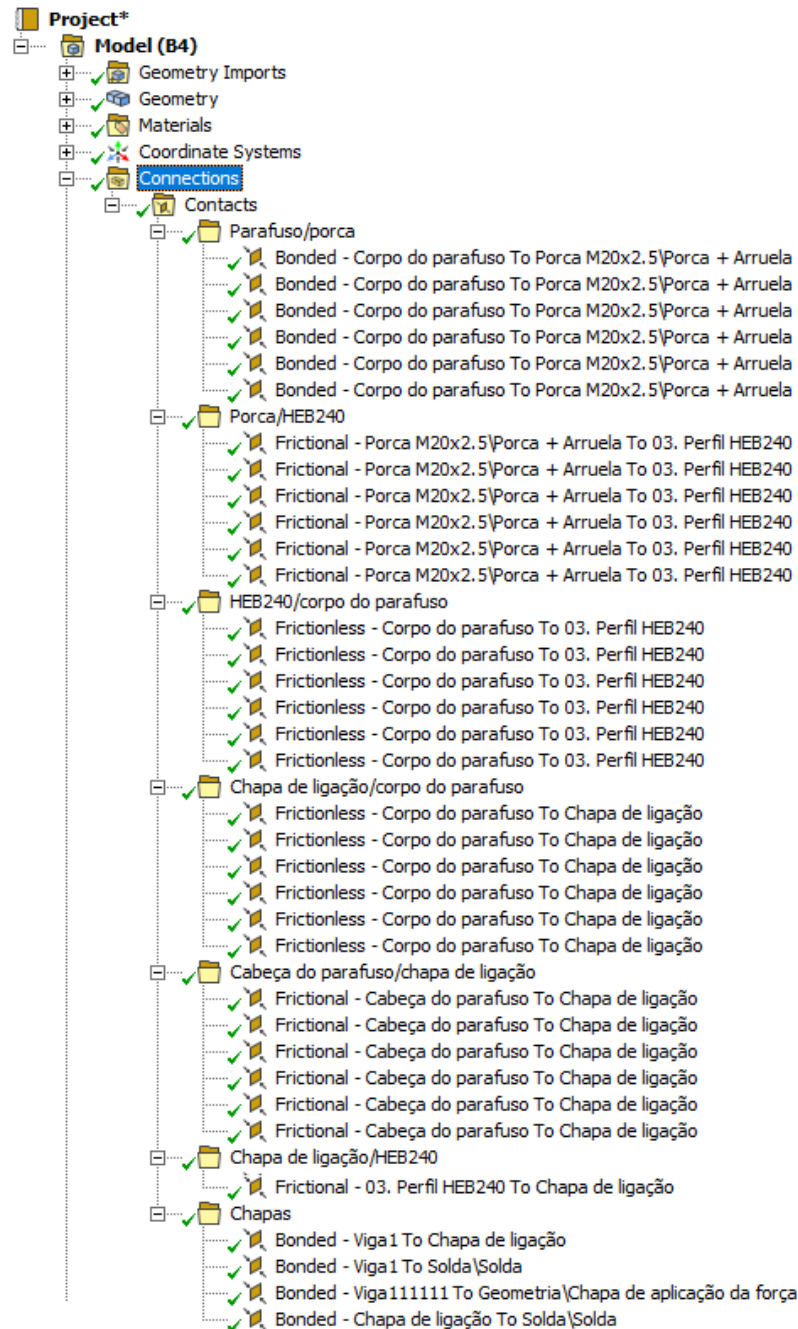 Project*
Model (B4)
Geometry Imports
Geometry
Materials
Coordinate Systems
Connections
Contacts
Parafuso/porca
Bonded - Corpo do parafuso To Porca M20x2.5\Porca + Arruela
Bonded - Corpo do parafuso To Porca M20x2.5\Porca + Arruela
Bonded - Corpo do parafuso To Porca M20x2.5\Porca + Arruela
Bonded - Corpo do parafuso To Porca M20x2.5\Porca + Arruela
Bonded - Corpo do parafuso To Porca M20x2.5\Porca + Arruela
Bonded - Corpo do parafuso To Porca M20x2.5\Porca + Arruela
Porca/HEB240
Frictional - Porca M20x2.5\Porca + Arruela To 03. Perfil HEB240
Frictional - Porca M20x2.5\Porca + Arruela To 03. Perfil HEB240
Frictional - Porca M20x2.5\Porca + Arruela To 03. Perfil HEB240
Frictional - Porca M20x2.5\Porca + Arruela To 03. Perfil HEB240
Frictional - Porca M20x2.5\Porca + Arruela To 03. Perfil HEB240
Frictional - Porca M20x2.5\Porca + Arruela To 03. Perfil HEB240
HEB240/corpo do parafuso
Frictionless - Corpo do parafuso To 03. Perfil HEB240
Frictionless - Corpo do parafuso To 03. Perfil HEB240
Frictionless - Corpo do parafuso To 03. Perfil HEB240
Frictionless - Corpo do parafuso To 03. Perfil HEB240
Frictionless - Corpo do parafuso To 03. Perfil HEB240
Frictionless - Corpo do parafuso To 03. Perfil HEB240
Chapa de ligação/corpo do parafuso
Frictionless - Corpo do parafuso To Chapa de ligação
Frictionless - Corpo do parafuso To Chapa de ligação
Frictionless - Corpo do parafuso To Chapa de ligação
Frictionless - Corpo do parafuso To Chapa de ligação
Frictionless - Corpo do parafuso To Chapa de ligação
Frictionless - Corpo do parafuso To Chapa de ligação
Cabeça do parafuso/chapa de ligação
Frictional - Cabeça do parafuso To Chapa de ligação
Frictional - Cabeça do parafuso To Chapa de ligação
Frictional - Cabeça do parafuso To Chapa de ligação
Frictional - Cabeça do parafuso To Chapa de ligação
Frictional - Cabeça do parafuso To Chapa de ligação
Frictional - Cabeça do parafuso To Chapa de ligação
Chapa de ligação/HEB240
Frictional - 03. Perfil HEB240 To Chapa de ligação
Chapas
Bonded - Viga1 To Chapa de ligação
Bonded - Viga1 To Solda\Solda
Bonded - Viga111111 To Geometria\Chapa de aplicação da força
Bonded - Chapa de ligação To Solda\Solda